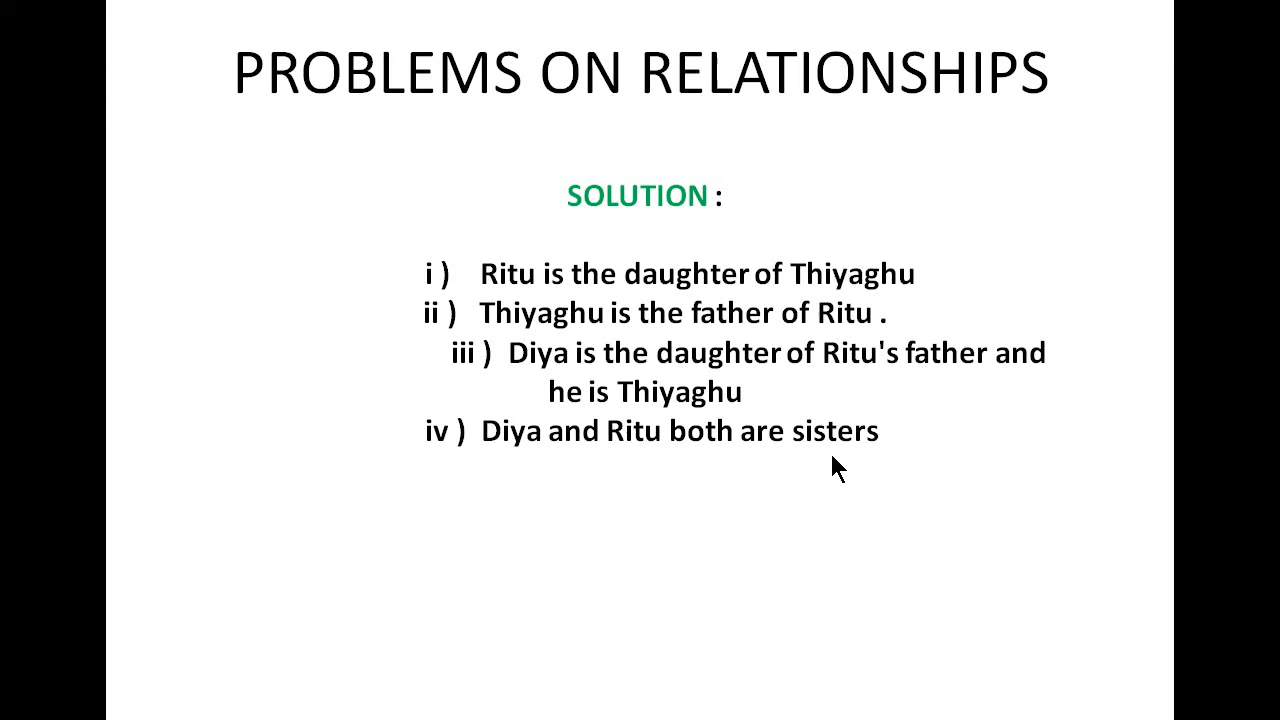 PROBLEMS ON RELATIONSHIPS
SOLUTION :
i ) Ritu is the daughter of Thiyaghu
ii ) Thiyaghu is the father of Ritu .
iii ) Diya is the daughter of Ritu's father and
he is Thiyaghu
iv ) Diya and Ritu both are sisters